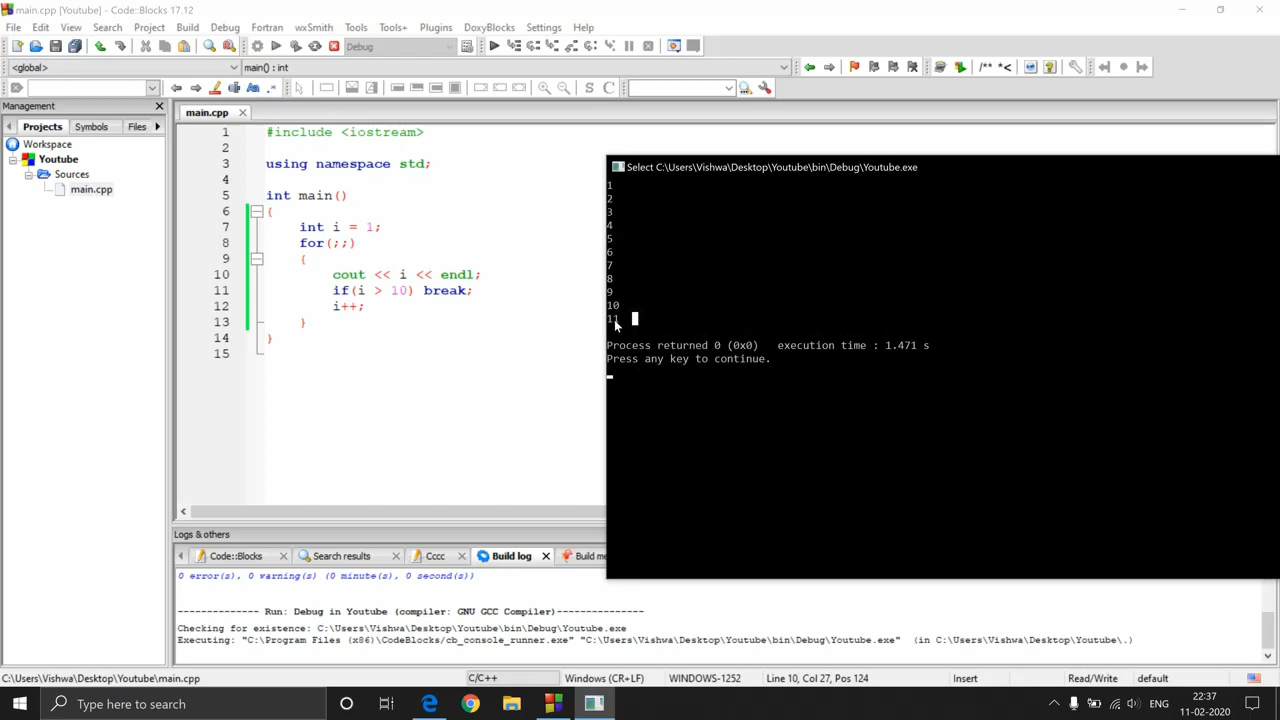 main.cpp [Youtube] - Code::Blocks 17.12
File Edit View Search Project Build Debug Fortran wxSmith Tools Tools+ Plugins DoxyBlocks Settings Help
Debug
<global> main() : int
Management
main.cpp
Projects Symbols Files
Workspace
Youtube
Sources
main.cpp
1 #include <iostream>
2
3 using namespace std;
4
5 int main()
6 {
7 int i = 1;
8 for(;;)
9 {
10 cout << i << endl;
11 if(i > 10) break;
12 i++;
13 }
14 }
15
Select C:\Users\Vishwa\Desktop\Youtube\bin\Debug\Youtube.exe
1
2
3
4
5
6
7
8
9
10
11
Process returned 0 (0x0) execution time : 1.471 s
Press any key to continue.
Logs & others
Code::Blocks Search results Cccc Build log Build me
0 error(s), 0 warning(s) (0 minute(s), 0 second(s))
-------------- Run: Debug in Youtube (compiler: GNU GCC Compiler)---------------
Checking for existence: C:\Users\Vishwa\Desktop\Youtube\bin\Debug\Youtube.exe
Executing: "C:\Program Files (x86)\CodeBlocks/cb_console_runner.exe" "C:\Users\Vishwa\Desktop\Youtube\bin\Debug\Youtube.exe" (in C:\Users\Vishwa\Desktop\Youtube\.)
C:\Users\Vishwa\Desktop\Youtube\main.cpp C/C++ Windows (CR+LF) WINDOWS-1252 Line 10, Col 27, Pos 124 Insert Read/Write default
Type here to search
22:37
11-02-2020